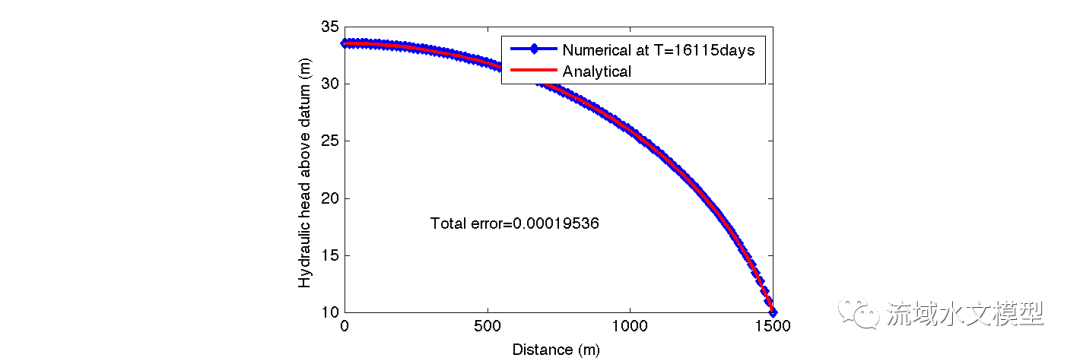 35
30
25
20
15
10
0
500
1000
1500
Hydraulic head above datum (m)
Distance (m)
Numerical at T=16115days
Analytical
Total error=0.00019536
流域水文模型